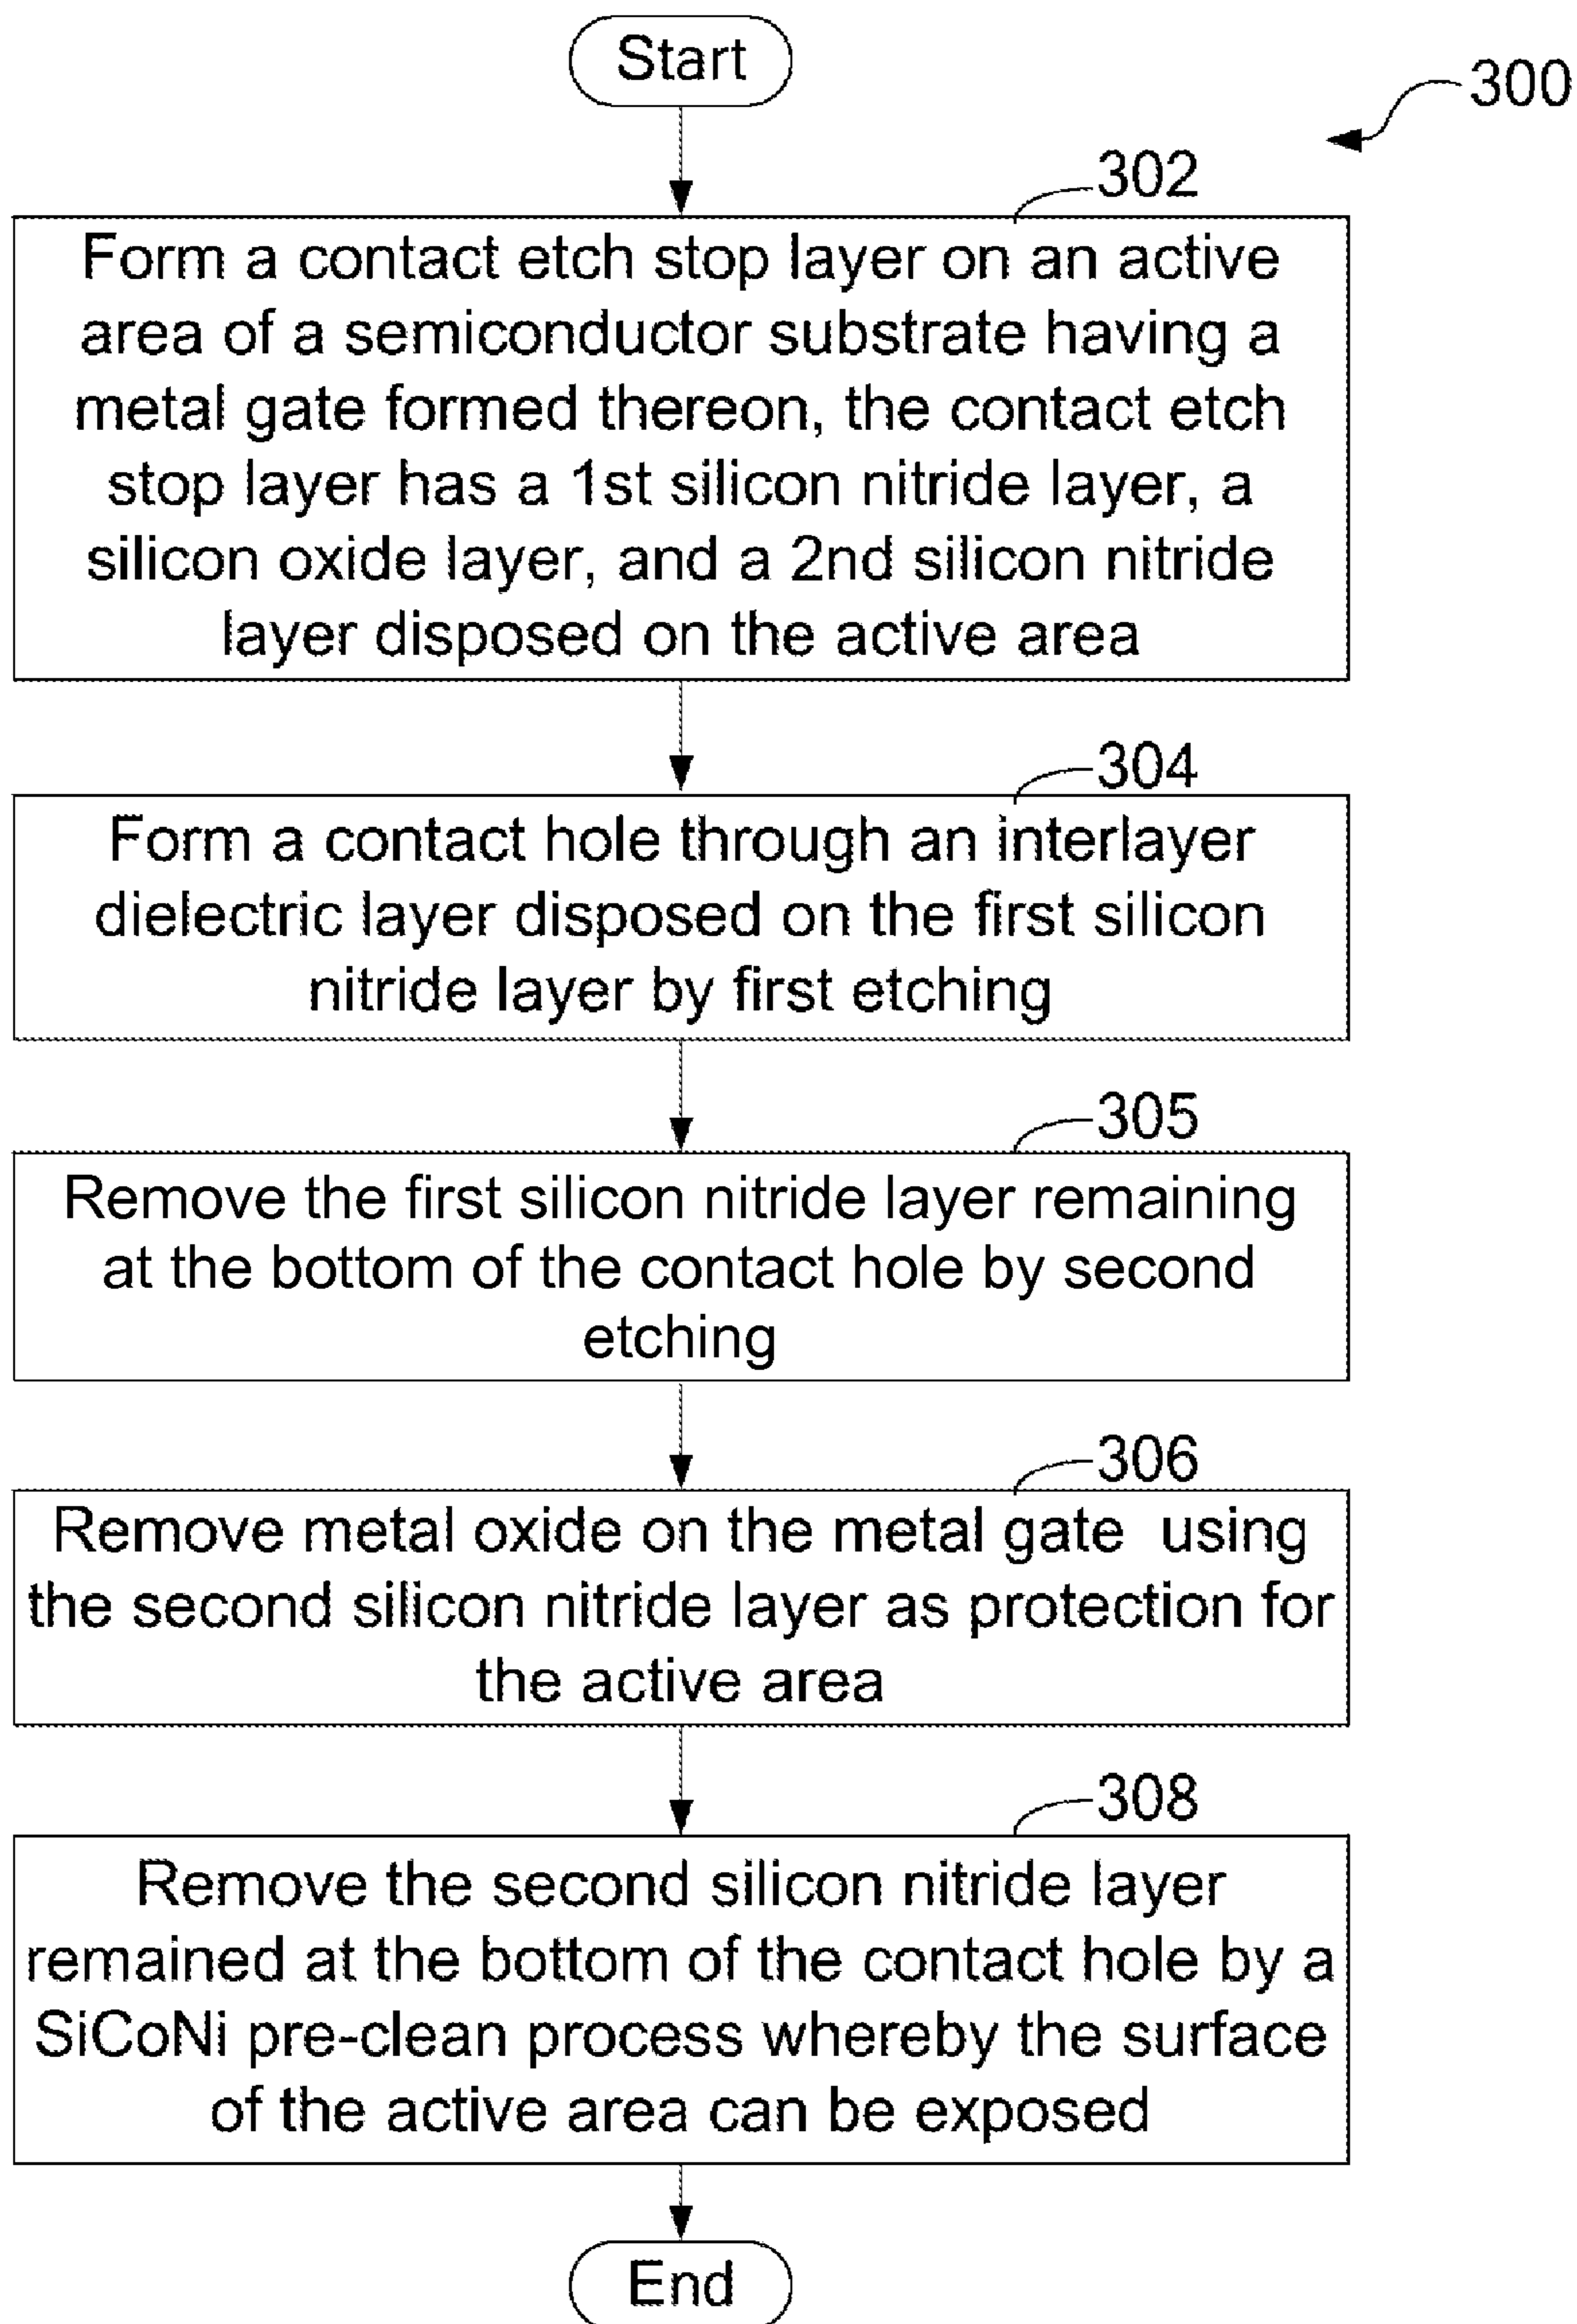 Start
300
302
Form a contact etch stop layer on an active
area of a semiconductor substrate having a
metal gate formed thereon, the contact etch
stop layer has a 1st silicon nitride layer, a
silicon oxide layer, and a 2nd silicon nitride
layer disposed on the active area
304
Form a contact hole through an interlayer
dielectric layer disposed on the first silicon
nitride layer by first etching
305
Remove the first silicon nitride layer remaining
at the bottom of the contact hole by second
etching
306
Remove metal oxide on the metal gate using
the second silicon nitride layer as protection for
the active area
308
Remove the second silicon nitride layer
remained at the bottom of the contact hole by a
SiCoNi pre-clean process whereby the surface
of the active area can be exposed
End